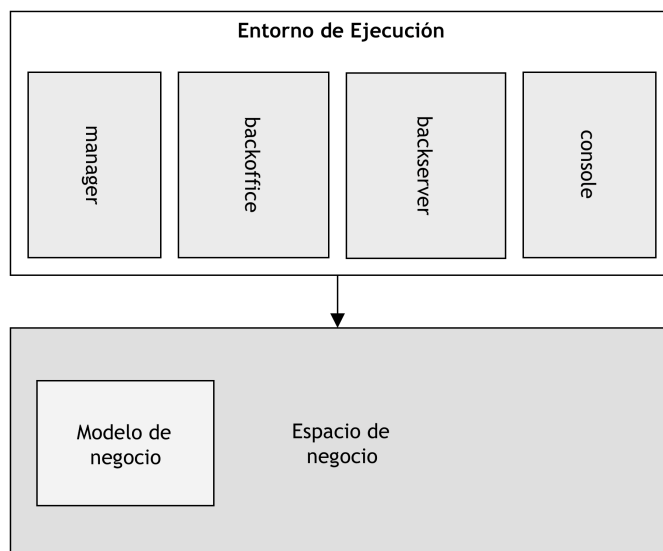 Entorno de Ejecución
manager
backoffice
backserver
console
Modelo de
negocio
Espacio de
negocio